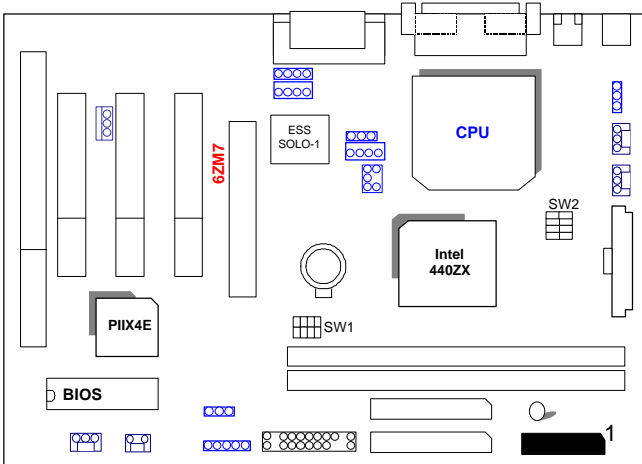 ESS
SOLO-1
CPU
6ZM7
SW2
Intel
440ZX
PIIX4E
SW1
BIOS
1